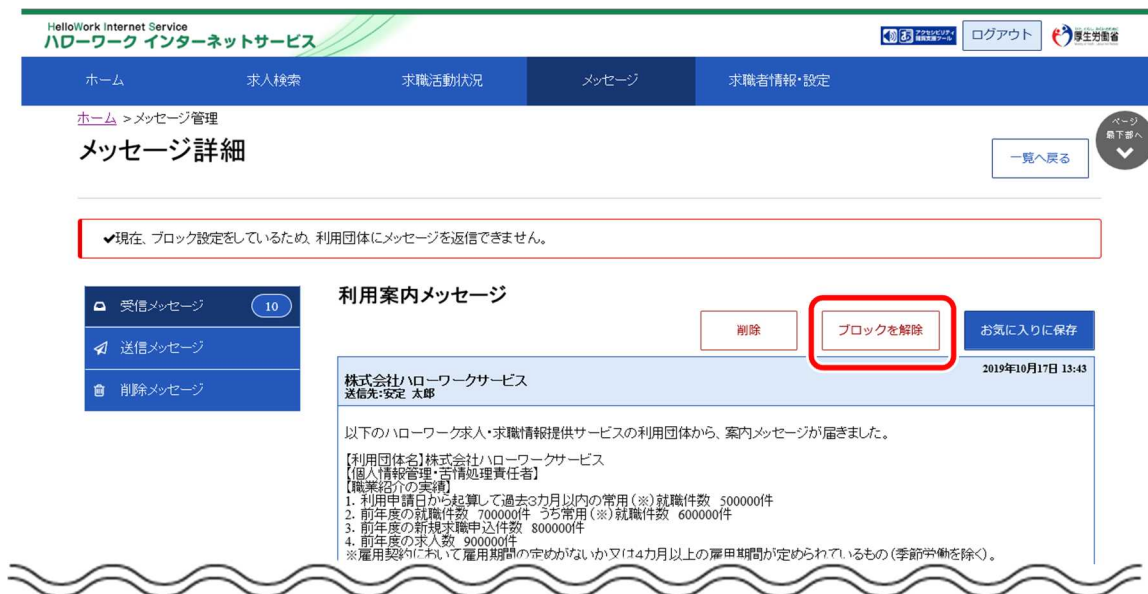 HelloWork Internet Service
ハローワーク インターネットサービス
ログアウト
厚生労働省
ホーム
求人検索
求職活動状況
メッセージ
求職者情報・設定
ホーム >メッセージ管理
ページ
最下部へ
メッセージ詳細
一覧へ戻る
✔現在、ブロック設定をしているため、利用団体にメッセージを返信できません。
受信メッセージ 10
送信メッセージ
削除メッセージ
利用案内メッセージ
削除
ブロックを解除
お気に入りに保存
株式会社ハローワークサービス
送信先:安定 太郎
2019年10月17日 13:43
以下のハローワーク求人・求職情報提供サービスの利用団体から、案内メッセージが届きました。
【利用団体名】株式会社ハローワークサービス
【個人情報管理・苦情処理責任者】
【職業紹介の実績】
1. 利用申請日から起算して過去3カ月以内の常用(※)就職件数 500000件
2. 前年度の就職件数 700000件 うち常用(※)就職件数 600000件
3. 前年度の新規求職申込件数 800000件
4. 前年度の求人数 900000件
※雇用契約において雇用期間の定めがないか又は4カ月以上の雇用期間が定められているもの(季節労働を除く)。